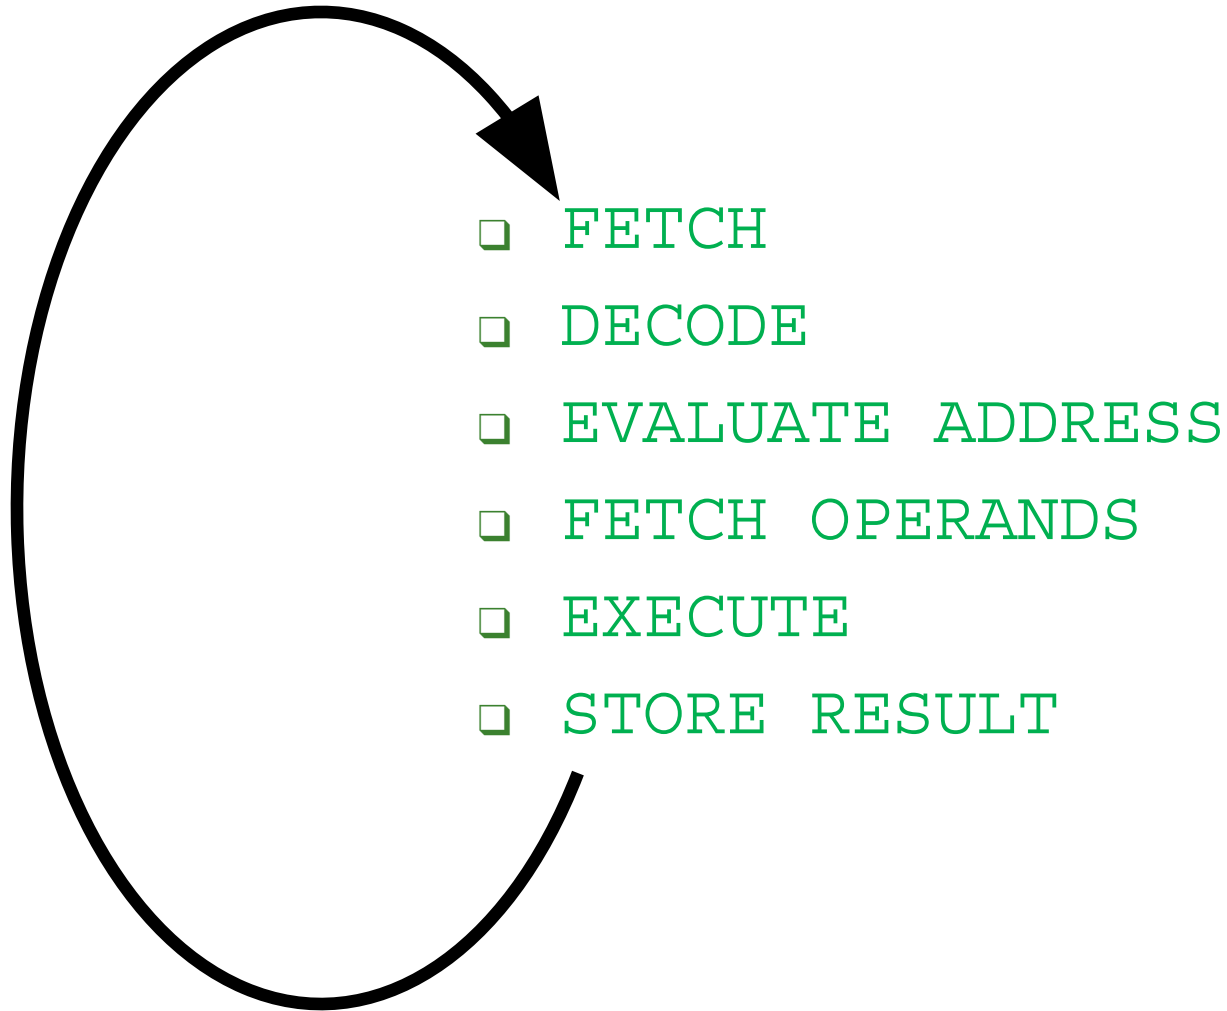 ❑ FETCH
❑ DECODE
❑ EVALUATE ADDRESS
❑ FETCH OPERANDS
❑ EXECUTE
❑ STORE RESULT